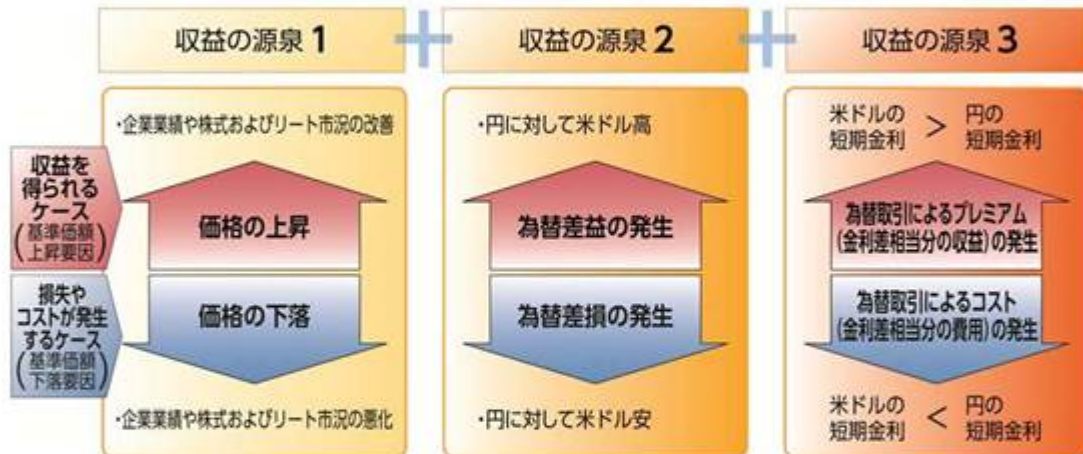 収益の源泉1
+
収益の源泉2
+
収益の源泉3
収益を
得られる
ケース
(基準価額
上昇要因)
損失や
コストが発生
するケース
(基準価額
下落要因)
・企業業績や株式およびリート市況の改善
価格の上昇
価格の下落
・企業業績や株式およびリート市況の悪化
・円に対して米ドル高
為替差益の発生
為替差損の発生
・円に対して米ドル安
米ドルの 円の
短期金利 > 短期金利
為替取引によるプレミアム
(金利差相当分の収益)の発生
為替取引によるコスト
(金利差相当分の費用)の発生
米ドルの 円の
短期金利 < 短期金利